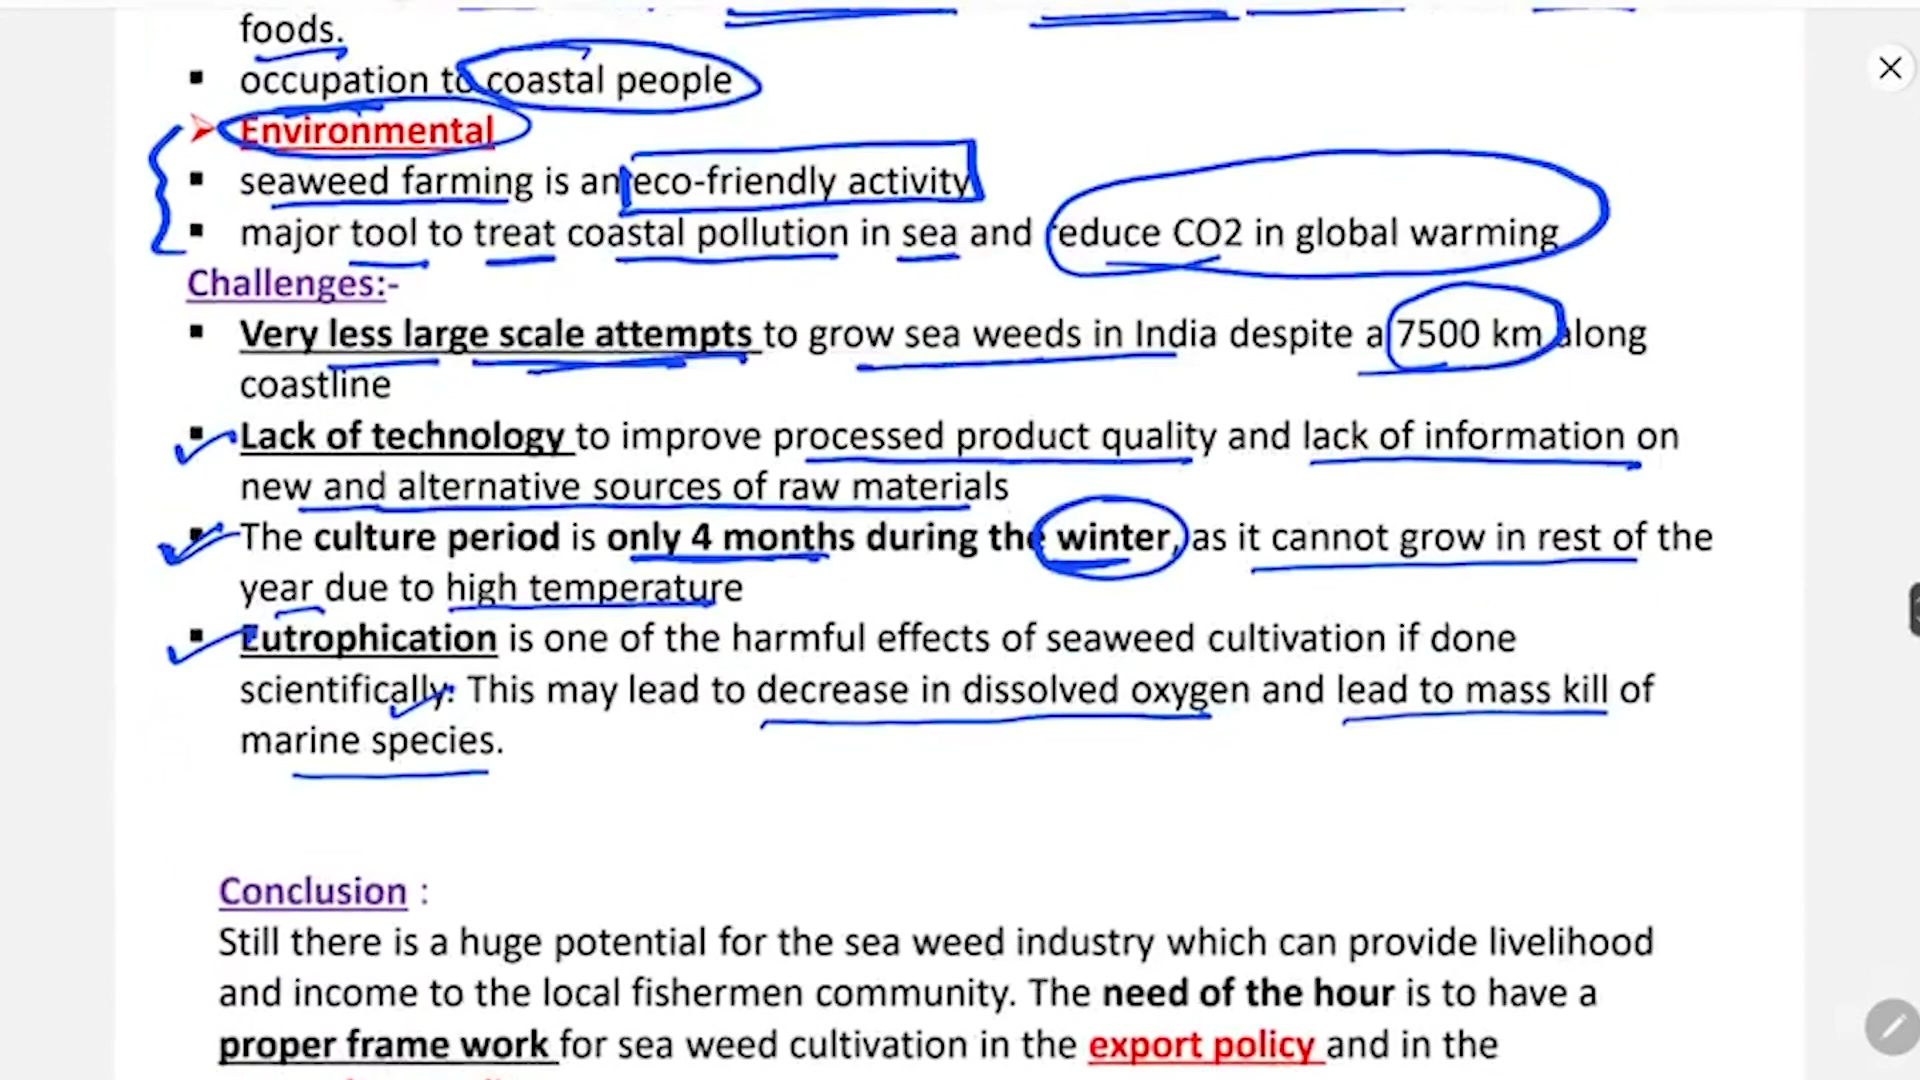 foods.
▪ occupation to coastal people
➢ Environmental
▪ seaweed farming is an eco-friendly activity
▪ major tool to treat coastal pollution in sea and reduce CO2 in global warming
Challenges:-
▪ Very less large scale attempts to grow sea weeds in India despite a 7500 km along
coastline
▪ Lack of technology to improve processed product quality and lack of information on
new and alternative sources of raw materials
▪ The culture period is only 4 months during the winter, as it cannot grow in rest of the
year due to high temperature
▪ Eutrophication is one of the harmful effects of seaweed cultivation if done
scientifically. This may lead to decrease in dissolved oxygen and lead to mass kill of
marine species.
Conclusion :
Still there is a huge potential for the sea weed industry which can provide livelihood
and income to the local fishermen community. The need of the hour is to have a
proper frame work for sea weed cultivation in the export policy and in the